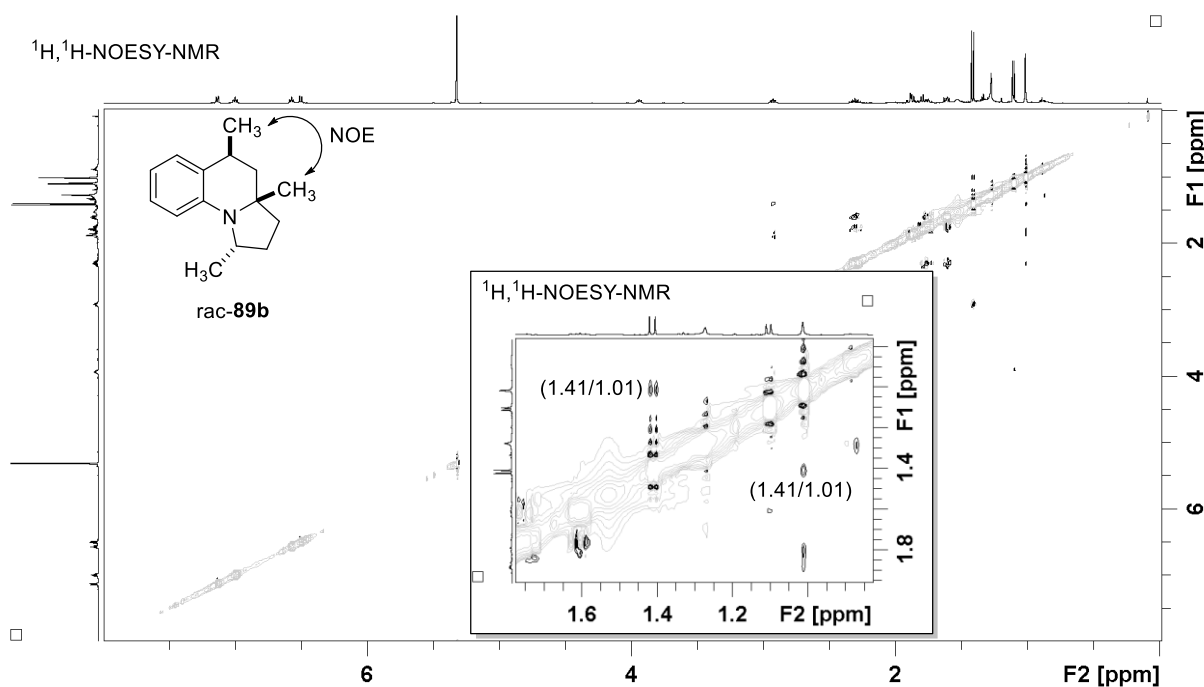 ¹H,¹H-NOESY-NMR
CH₃
NOE
CH₃
N
H₃C
rac-89b
F1 [ppm]
2
4
6
6
4
2
F2 [ppm]
¹H,¹H-NOESY-NMR
(1.41/1.01)
(1.41/1.01)
F1 [ppm]
1.4
1.8
1.6
1.4
1.2
F2 [ppm]